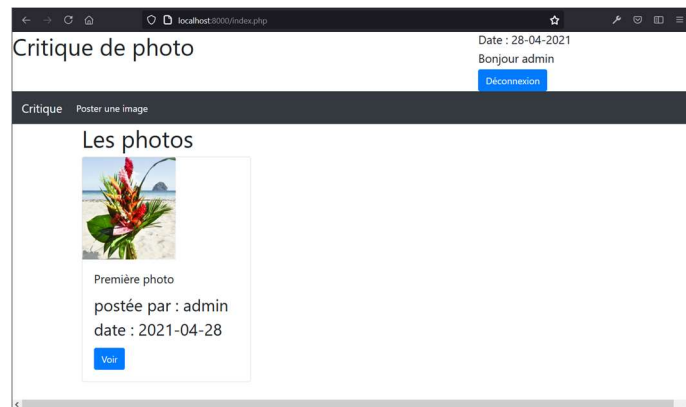 localhost:8000/index.php
Critique de photo
Date : 28-04-2021
Bonjour admin
Déconnexion
Critique Poster une image
Les photos
Première photo
postée par : admin
date : 2021-04-28
Voir